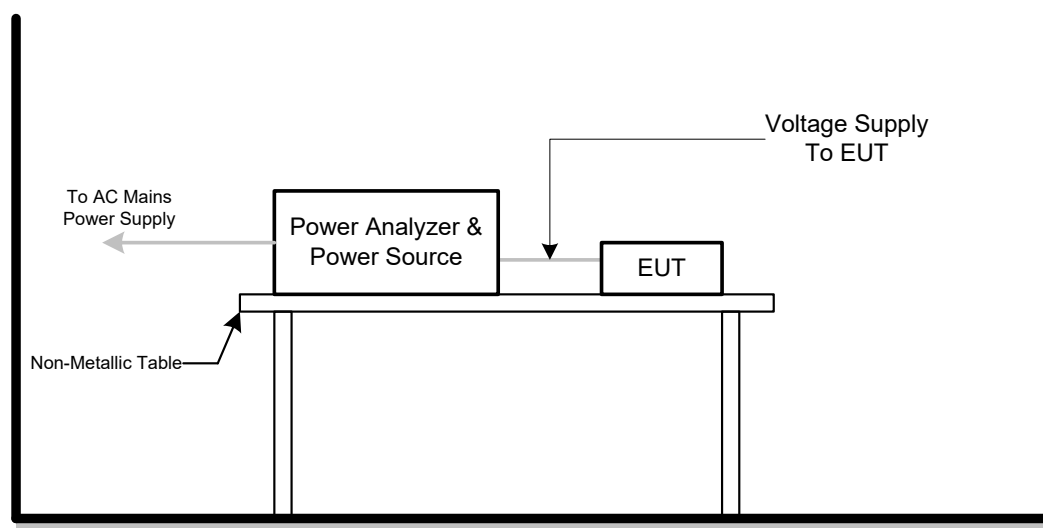 Voltage Supply
To EUT
To AC Mains
Power Supply
Power Analyzer &
Power Source
EUT
Non-Metallic Table